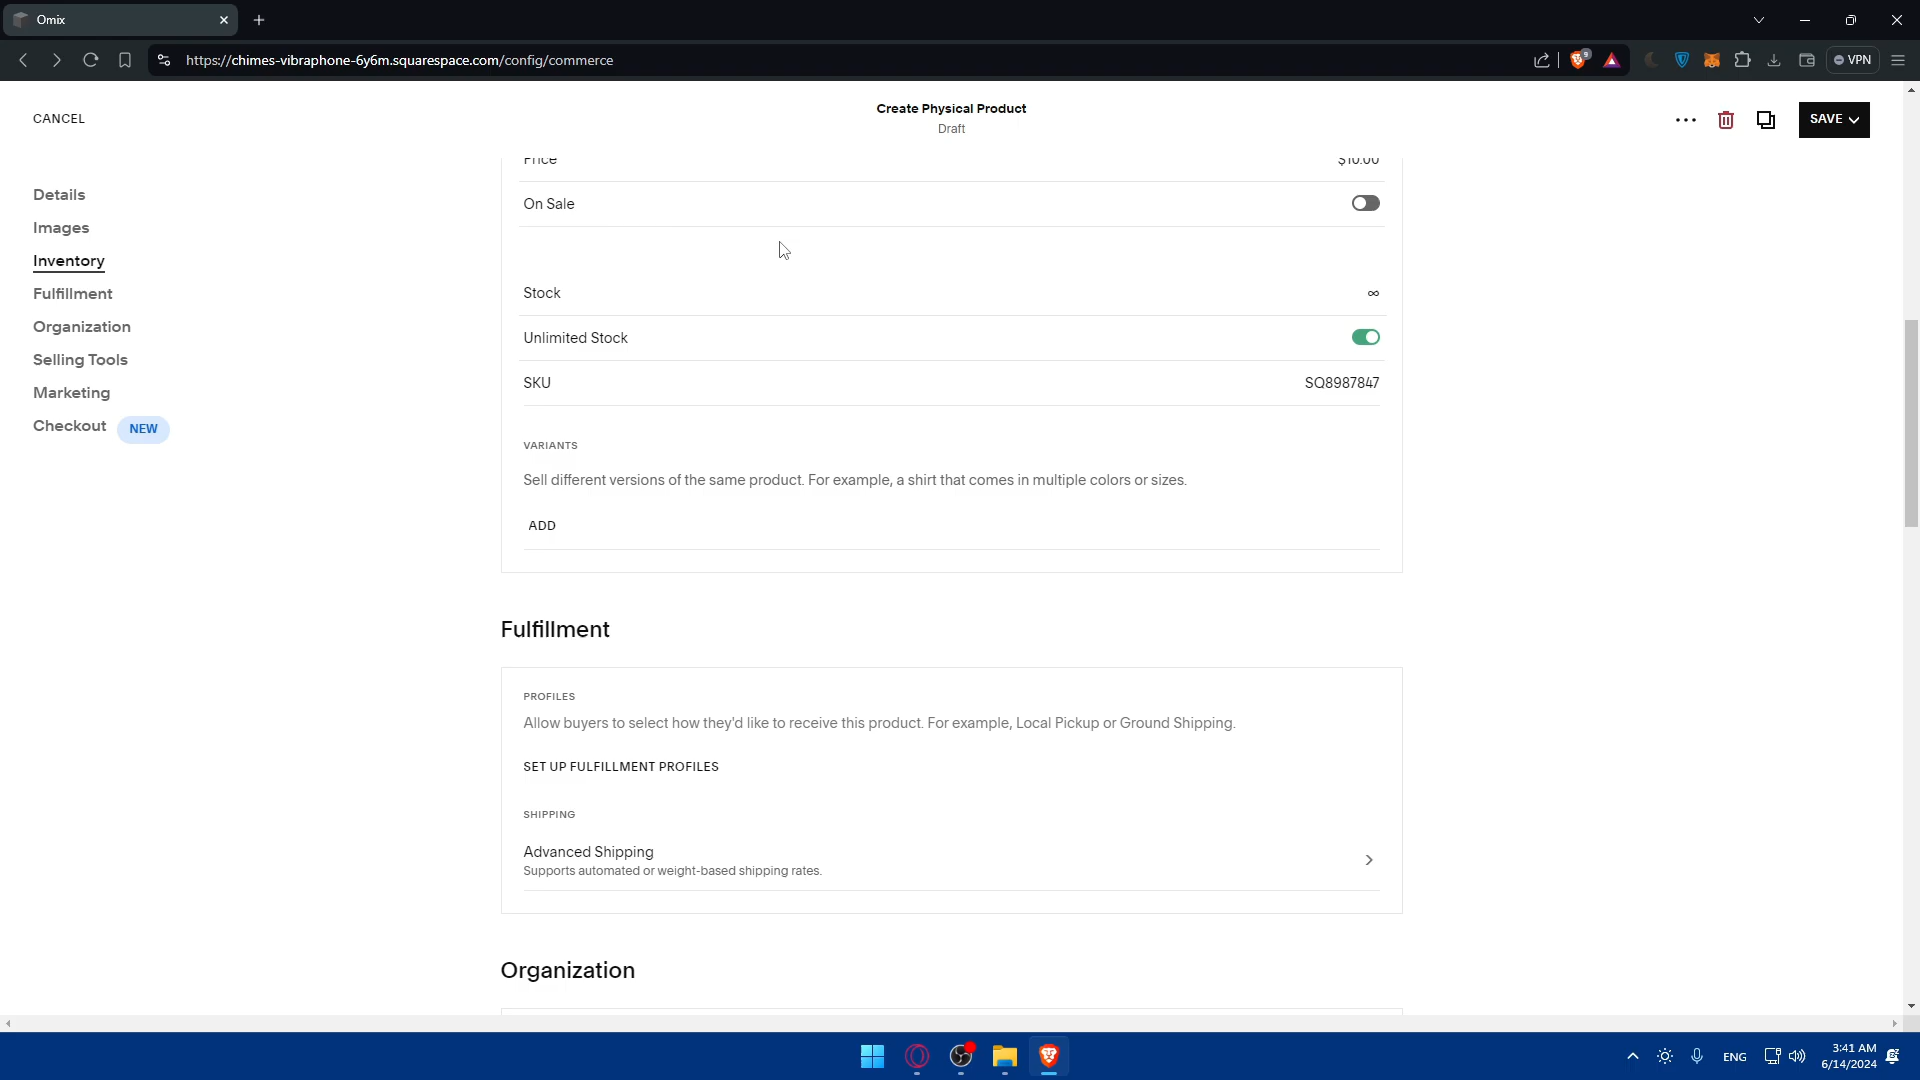 Omix
https://chimes-vibraphone-6y6m.squarespace.com/config/commerce
VPN
CANCEL
Create Physical Product
Draft
SAVE
Details
Images
Inventory
Fulfillment
Organization
Selling Tools
Marketing
Checkout NEW
Price $10.00
On Sale
Stock ∞
Unlimited Stock
SKU SQ8987847
VARIANTS
Sell different versions of the same product. For example, a shirt that comes in multiple colors or sizes.
ADD
Fulfillment
PROFILES
Allow buyers to select how they'd like to receive this product. For example, Local Pickup or Ground Shipping.
SET UP FULFILLMENT PROFILES
SHIPPING
Advanced Shipping
Supports automated or weight-based shipping rates.
Organization
ENG
3:41 AM
6/14/2024